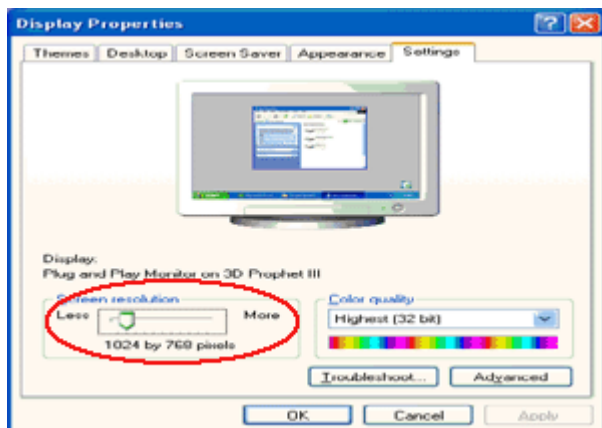 Display Properties
Themes Desktop Screen Saver Appearance Settings
Display:
Plug and Play Monitor on 3D Prophet III
Screen resolution
Less More
1024 by 768 pixels
Color quality
Highest (32 bit)
Troubleshoot... Advanced
OK Cancel Apply